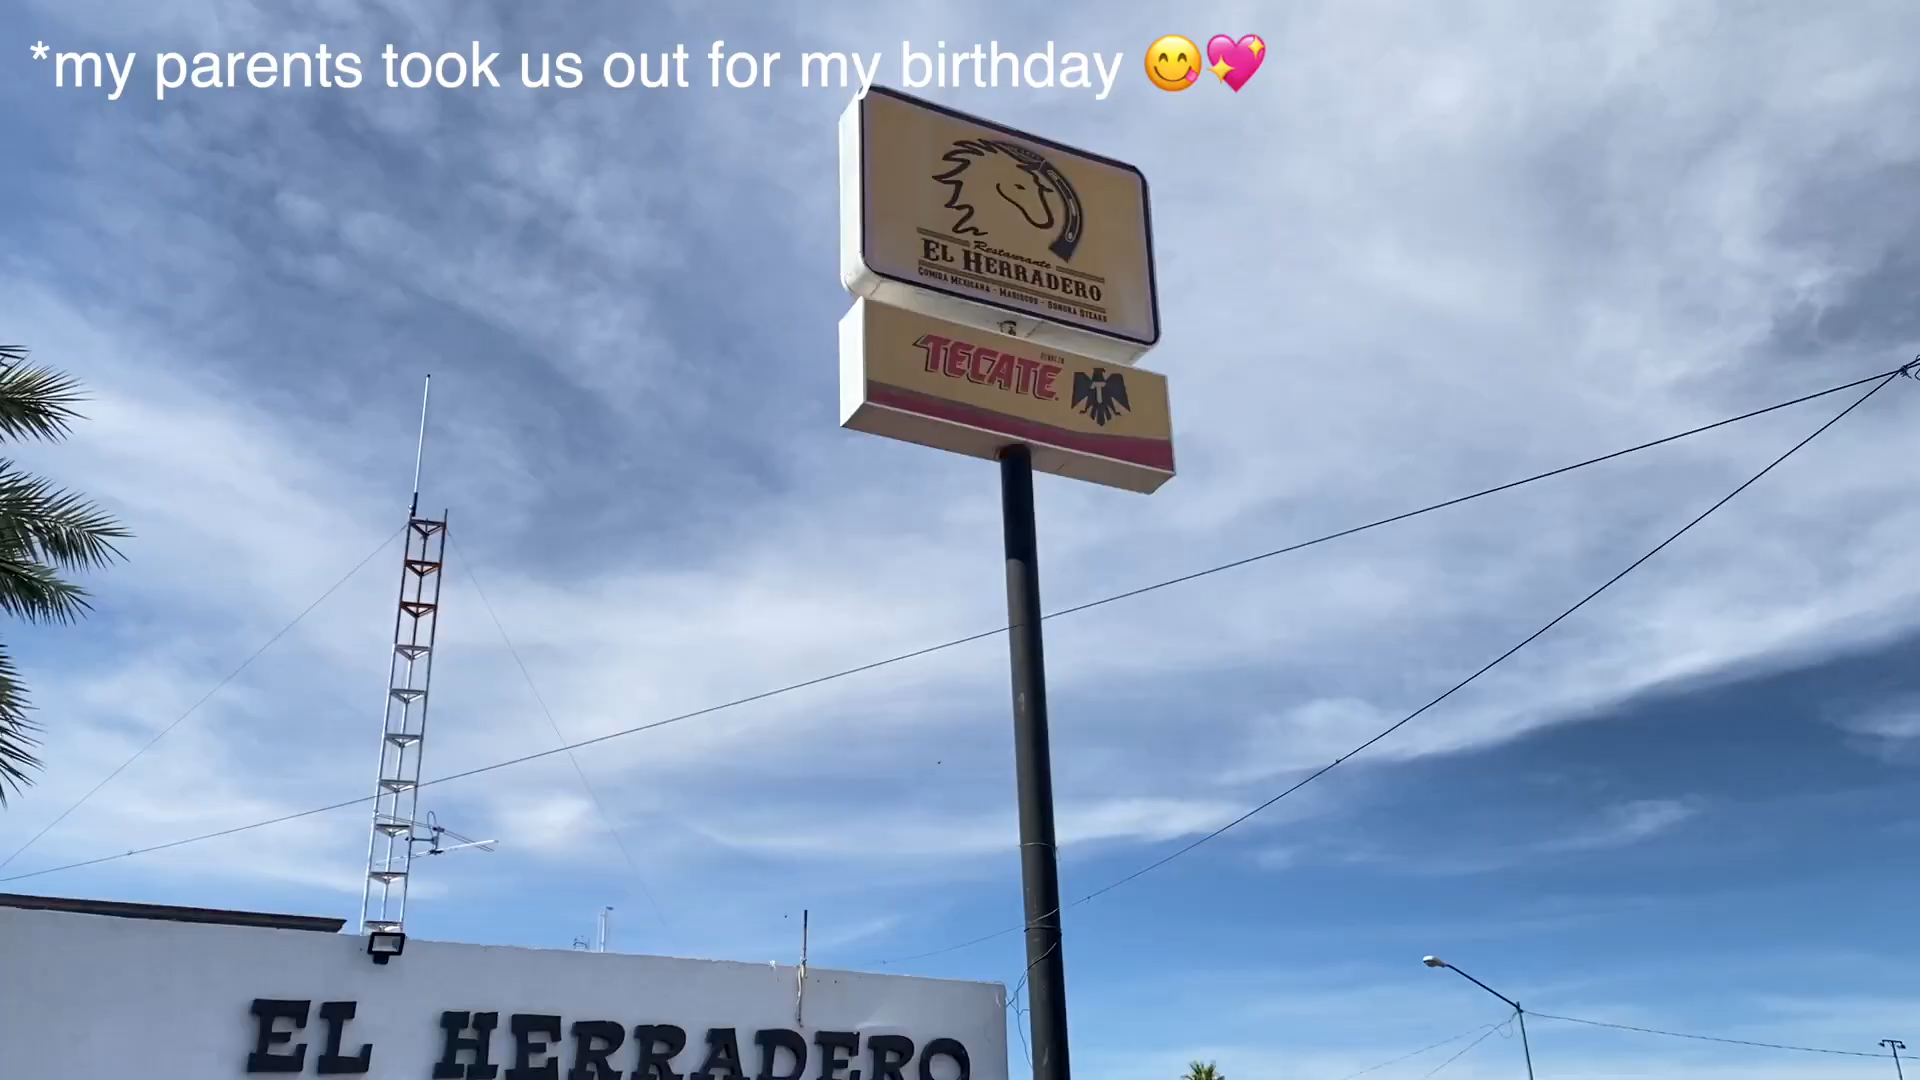 *my parents took us out for my birthday 😋💖
Restaurante
EL HERRADERO
COMIDA MEXICANA - MARISCOS - SONORA STEAKS
CERVEZA
TECATE
T
EL HERRADERO